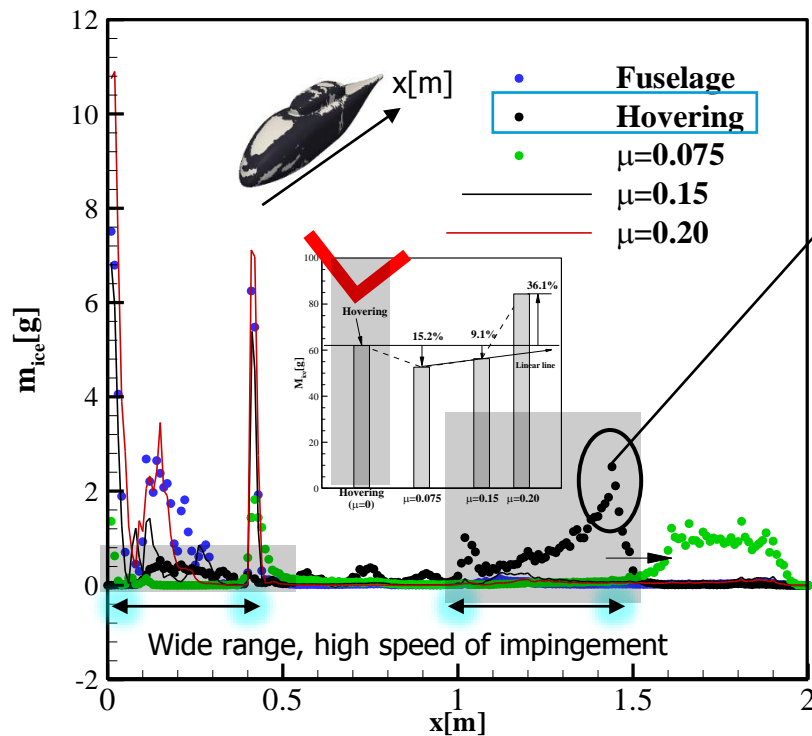 12
10
8
6
4
2
0
-2
m_ice[g]
x[m]
Fuselage
Hovering
μ=0.075
μ=0.15
μ=0.20
100
80
60
40
20
0
M_ice[g]
Hovering
15.2%
9.1%
36.1%
Linear line
Hovering
(μ=0)
μ=0.075
μ=0.15
μ=0.20
Wide range, high speed of impingement
0
0.5
1
1.5
2
x[m]